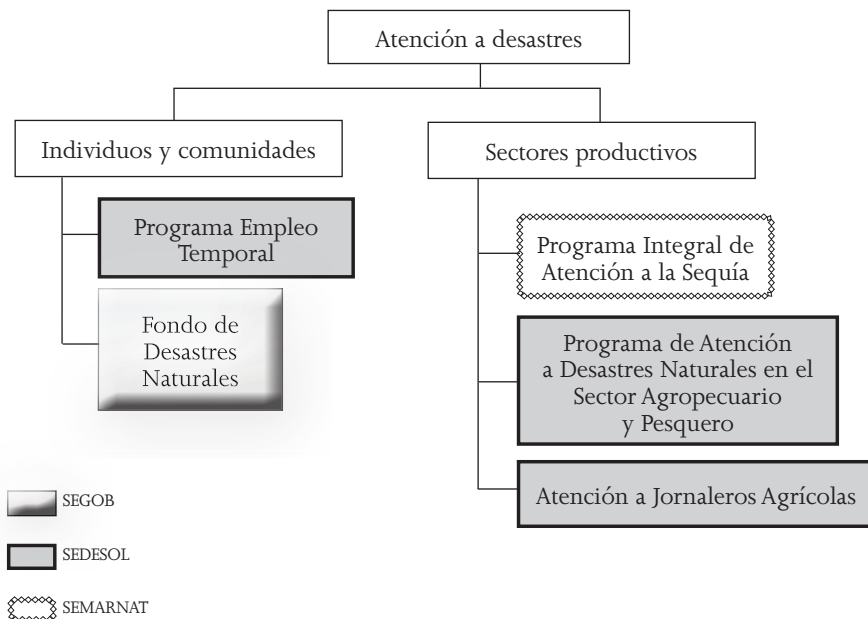 Atención a desastres
Individuos y comunidades
Programa Empleo
Temporal
Fondo de
Desastres
Naturales
Sectores productivos
Programa Integral de
Atención a la Sequía
Programa de Atención
a Desastres Naturales en el
Sector Agropecuario
y Pesquero
Atención a Jornaleros Agrícolas
SEGOB
SEDESOL
SEMARNAT